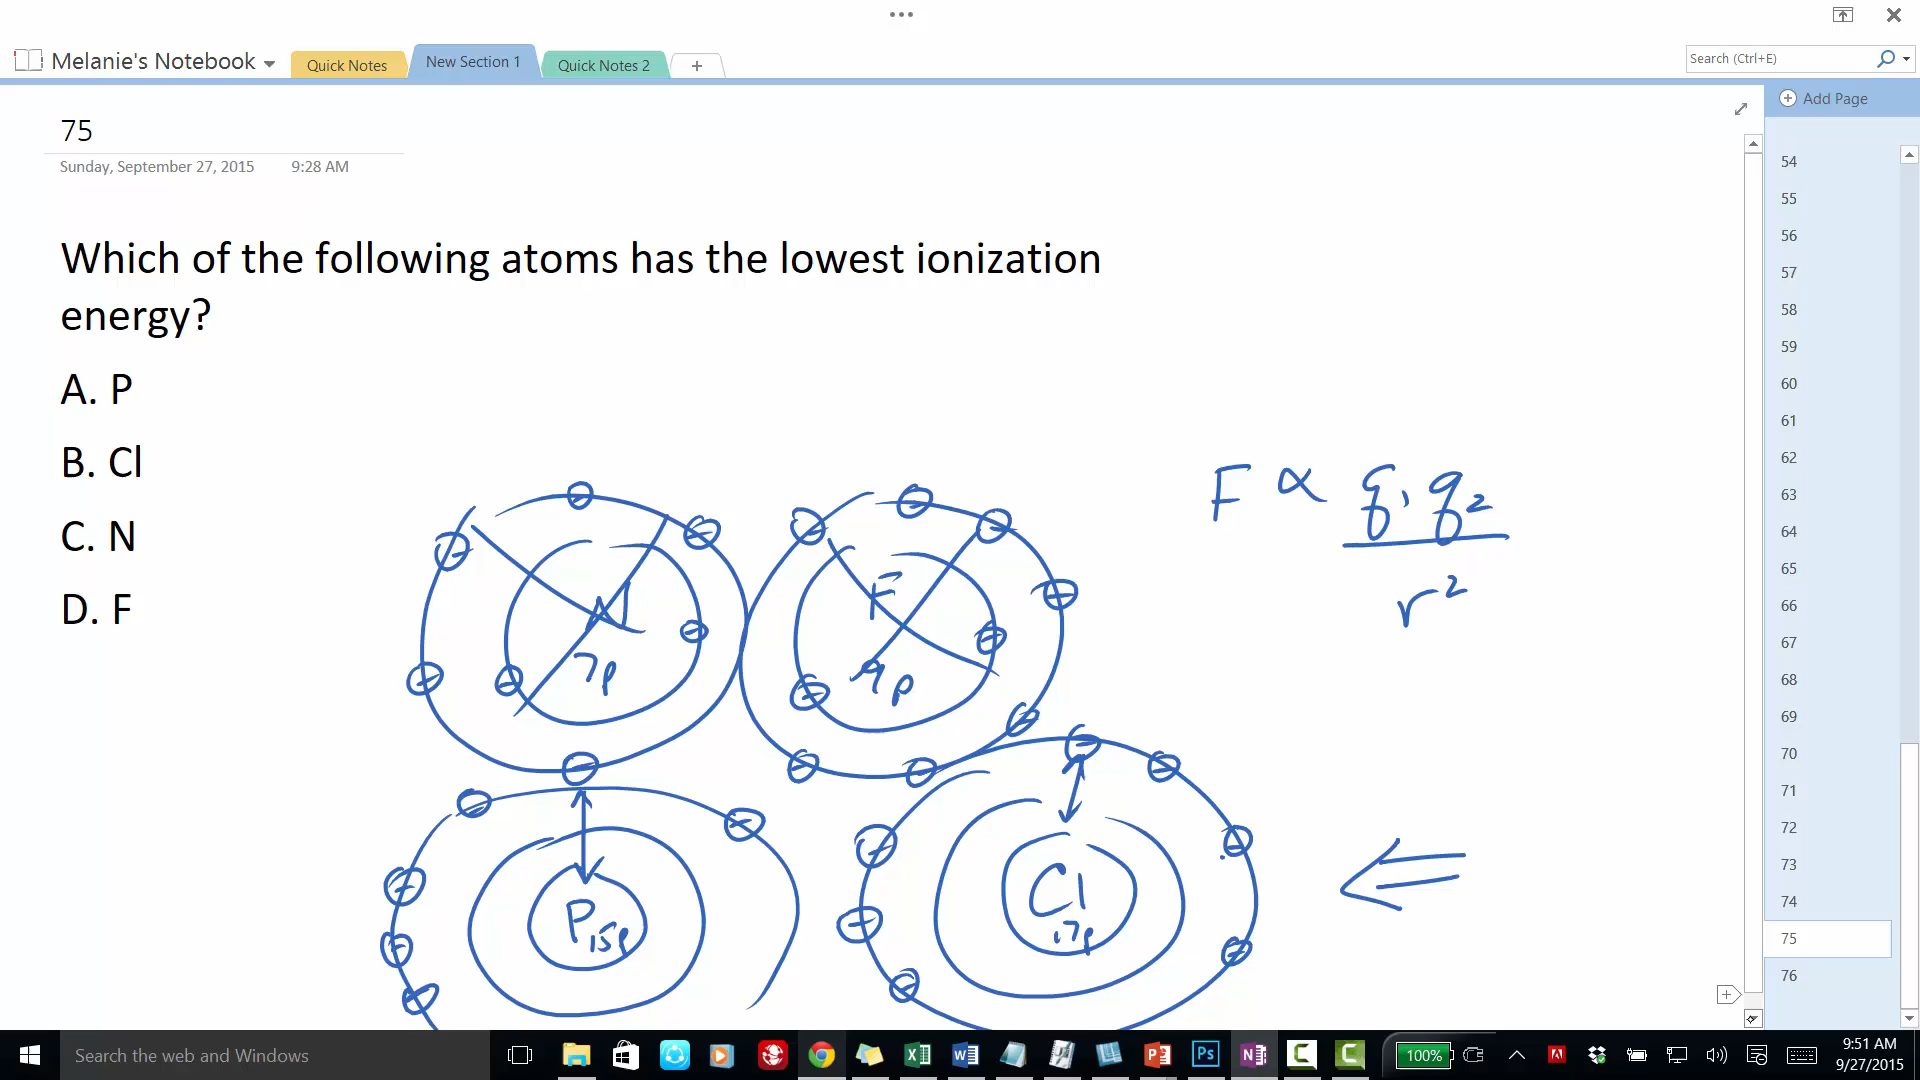 Melanie's Notebook
Quick Notes
New Section 1
Quick Notes 2
+
Search (Ctrl+E)
Add Page
75
Sunday, September 27, 2015 9:28 AM
Which of the following atoms has the lowest ionization
energy?
A. P
B. Cl
C. N
D. F
F ∝ q₁ q₂
r²
N
7p
F
9p
P 15p
Cl
17p
54
55
56
57
58
59
60
61
62
63
64
65
66
67
68
69
70
71
72
73
74
75
76
Search the web and Windows
100%
9:51 AM
9/27/2015